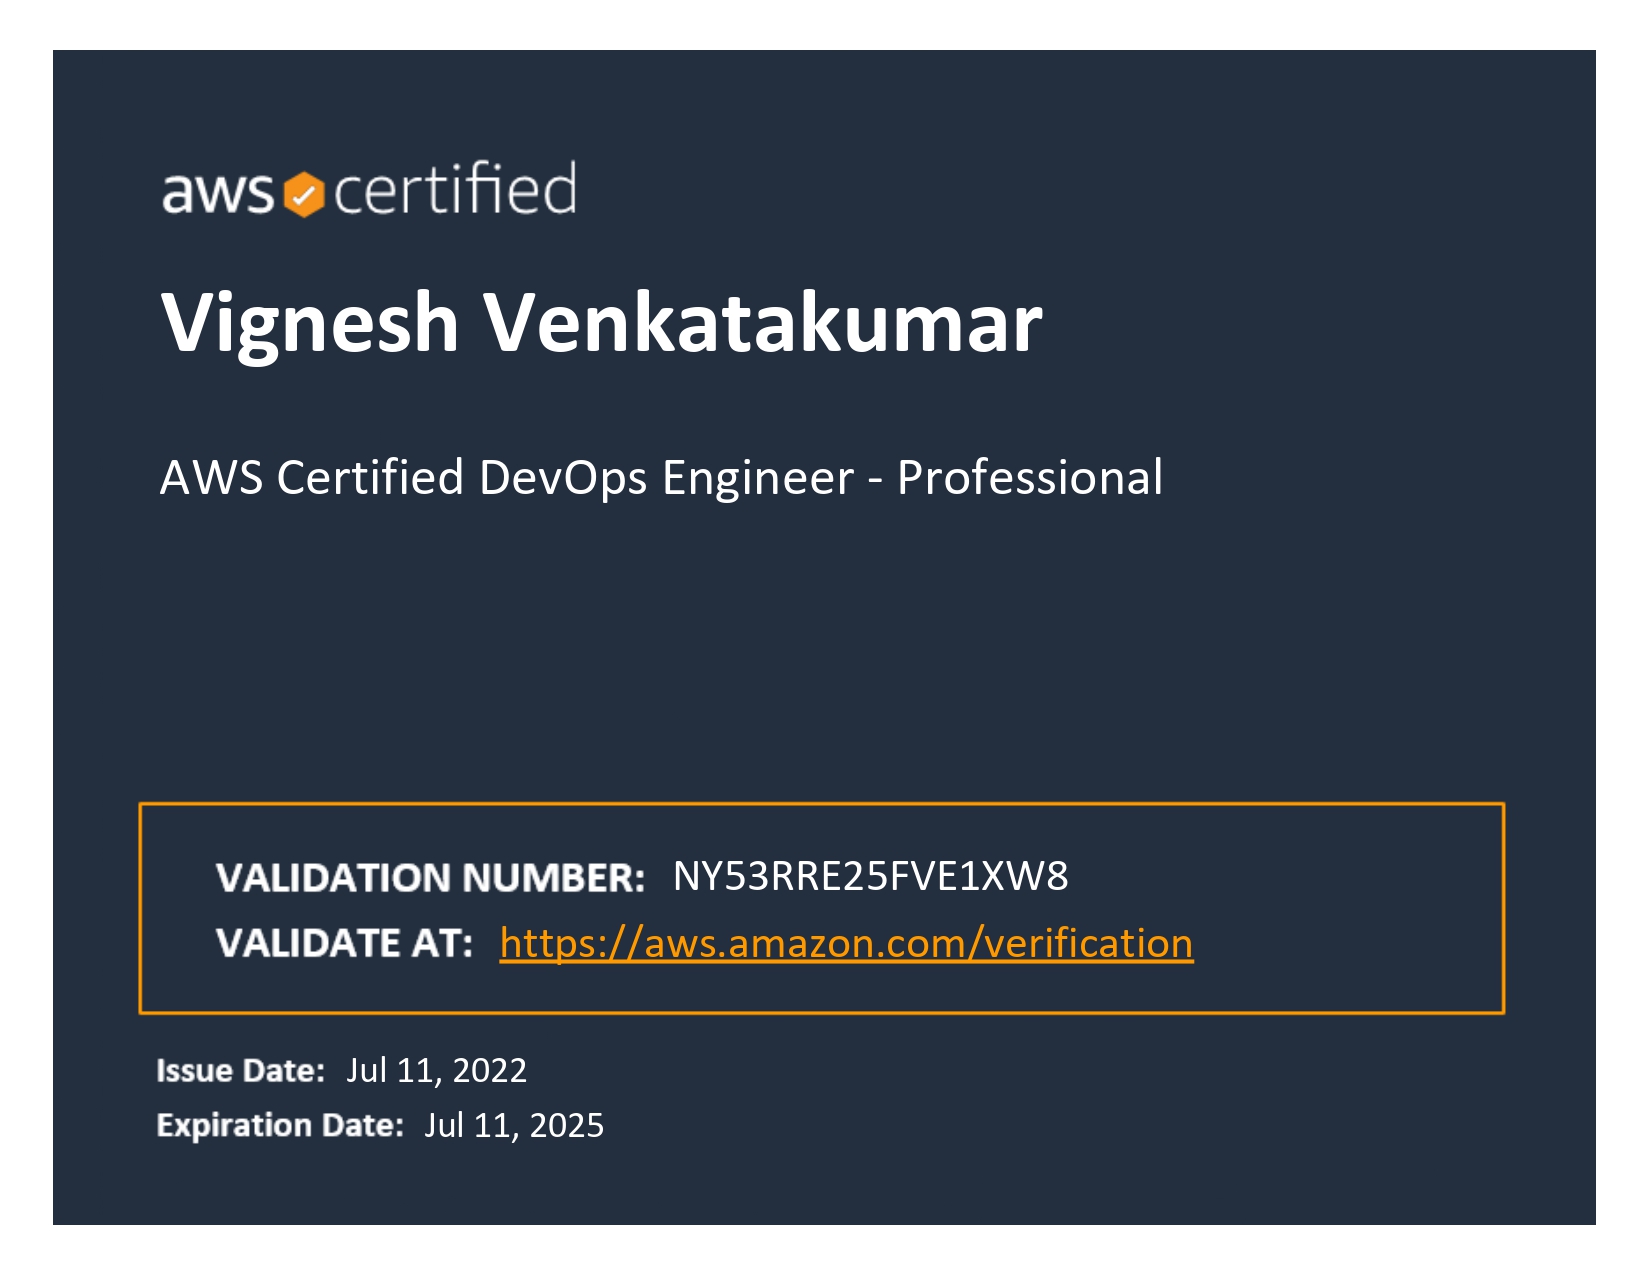 aws certified
Vignesh Venkatakumar
AWS Certified DevOps Engineer - Professional
VALIDATION NUMBER: NY53RRE25FVE1XW8
VALIDATE AT: https://aws.amazon.com/verification
Issue Date: Jul 11, 2022
Expiration Date: Jul 11, 2025